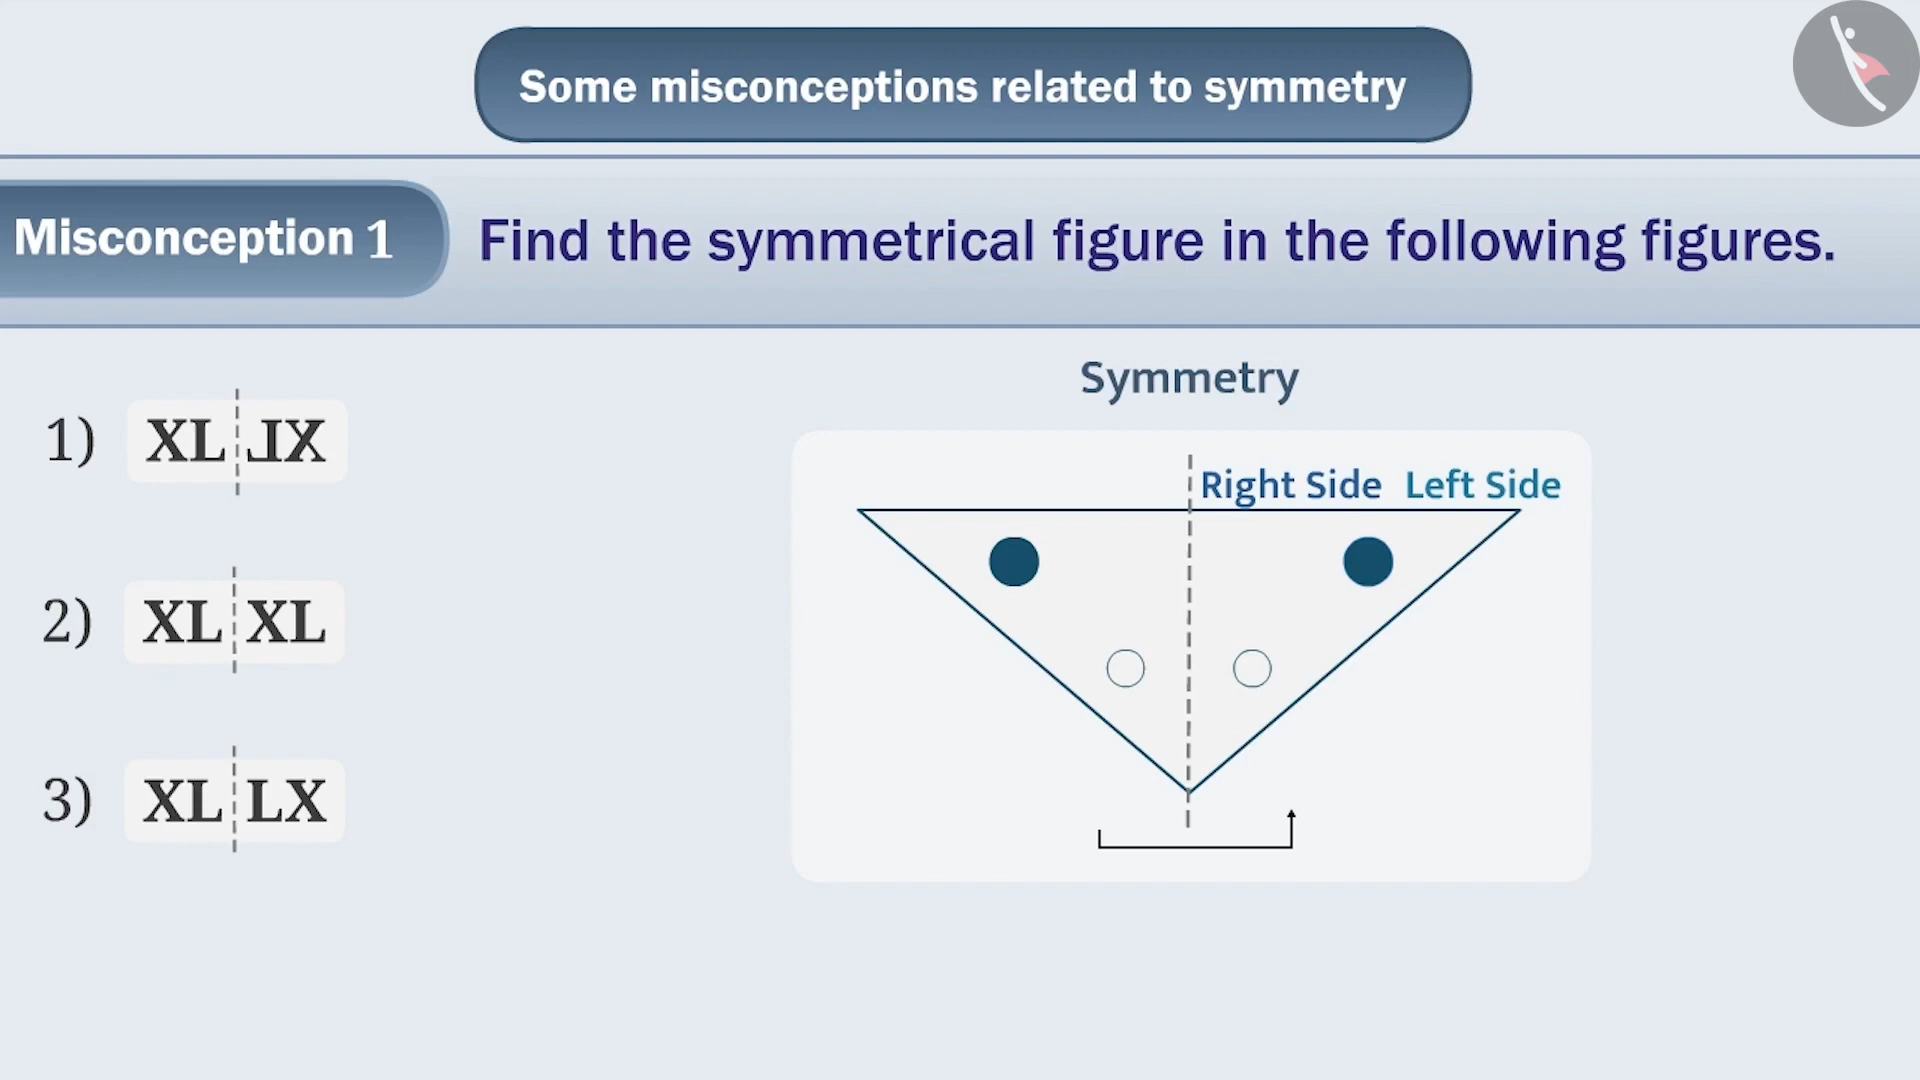 Some misconceptions related to symmetry
Misconception 1
Find the symmetrical figure in the following figures.
Symmetry
1) XL ⅃X
2) XL XL
3) XL LX
Right Side Left Side